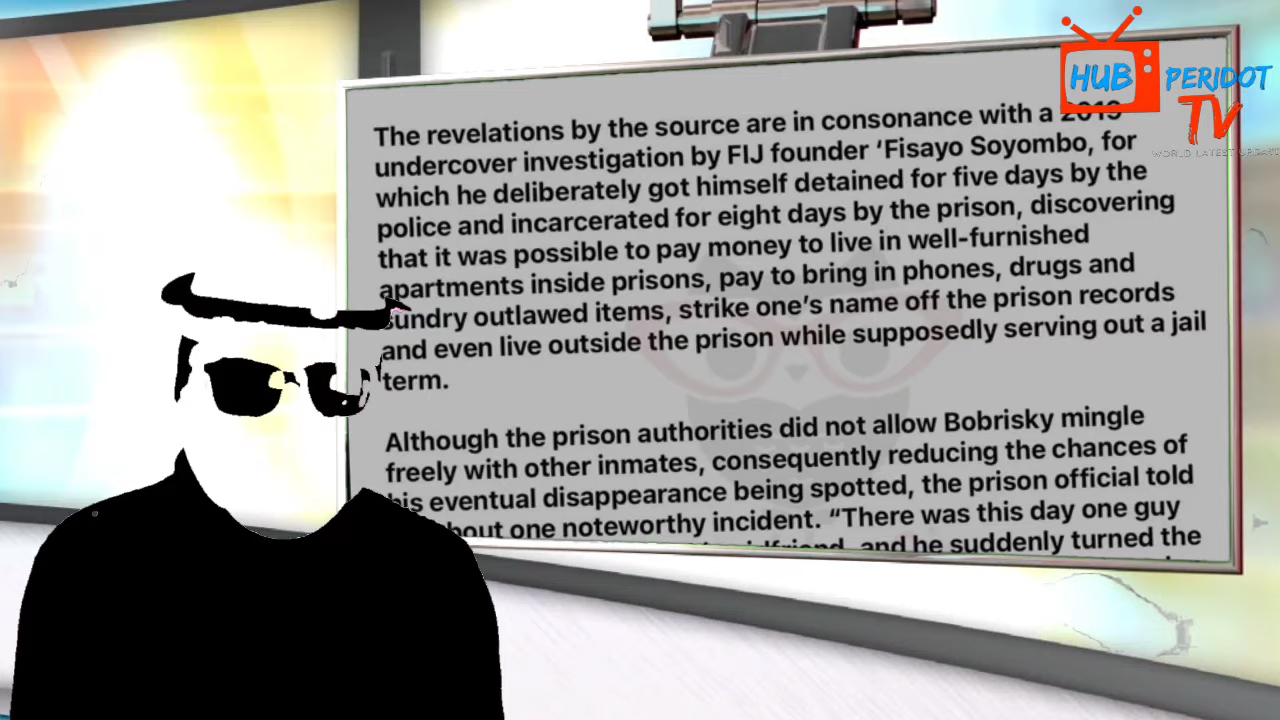 HUB PERIDOT
TV
WORLD LATEST UPDATE
The revelations by the source are in consonance with a 2019
undercover investigation by FIJ founder ‘Fisayo Soyombo, for
which he deliberately got himself detained for five days by the
police and incarcerated for eight days by the prison, discovering
that it was possible to pay money to live in well-furnished
apartments inside prisons, pay to bring in phones, drugs and
sundry outlawed items, strike one’s name off the prison records
and even live outside the prison while supposedly serving out a jail
term.
Although the prison authorities did not allow Bobrisky mingle
freely with other inmates, consequently reducing the chances of
his eventual disappearance being spotted, the prison official told
about one noteworthy incident. “There was this day one guy
girlfriend, and he suddenly turned the